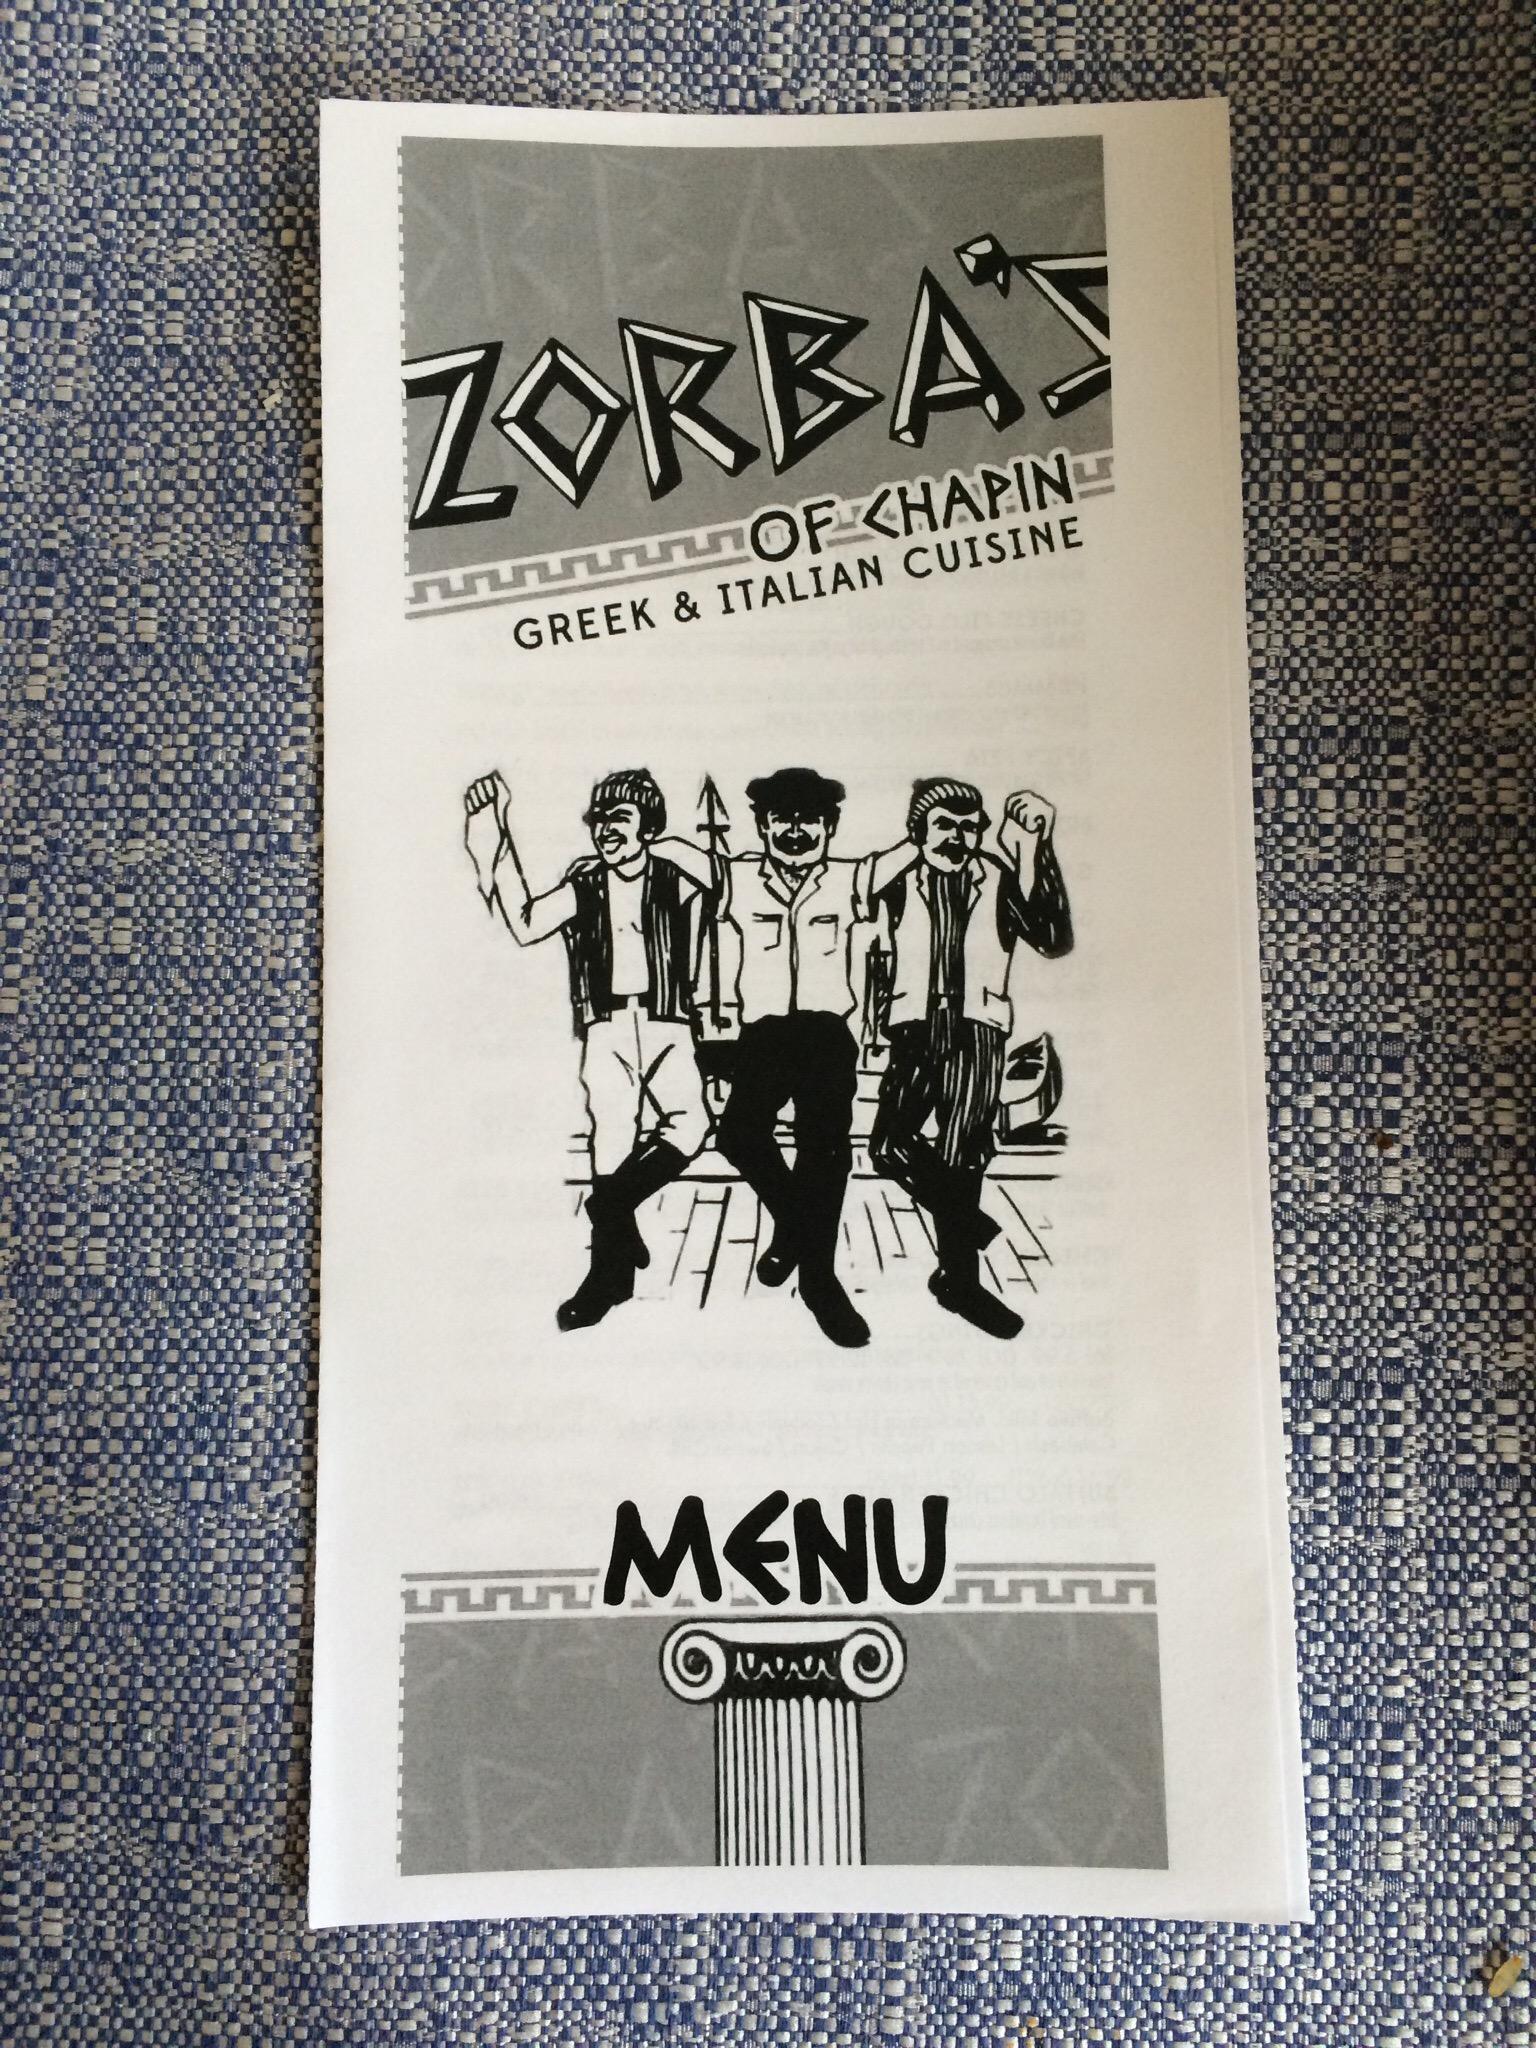 ZORBA'S
OF CHAPIN
GREEK & ITALIAN CUISINE
MENU